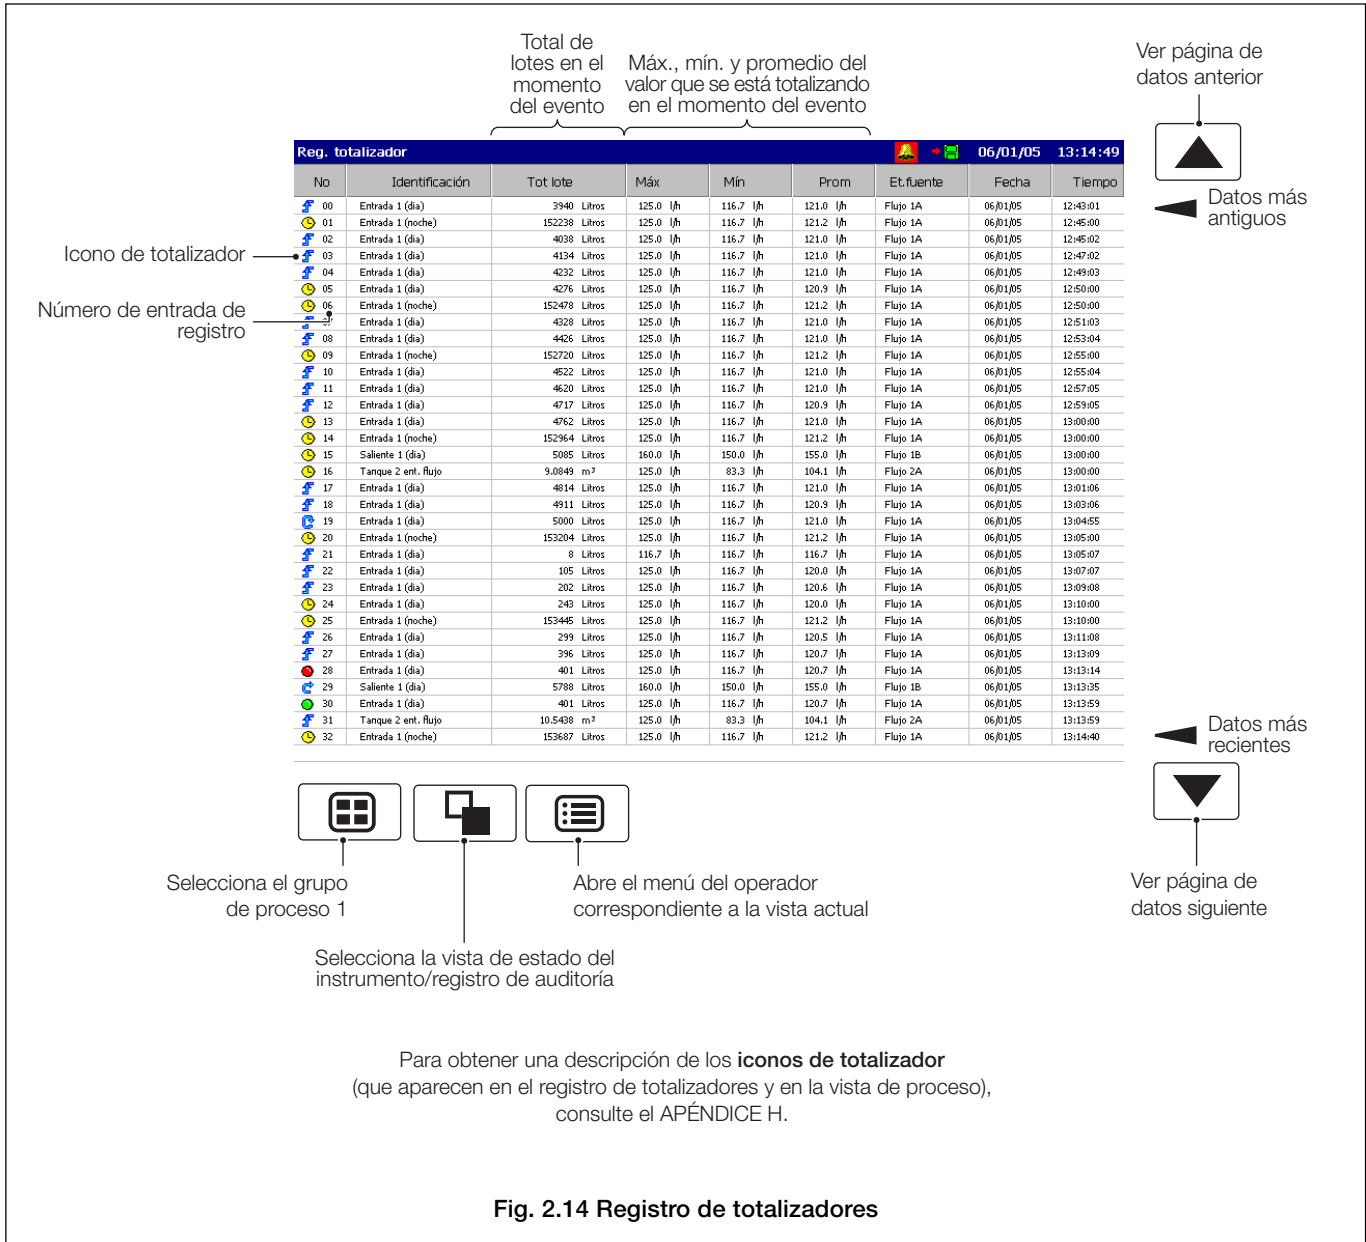 Total de
lotes en el
momento
del evento
Máx., mín. y promedio del
valor que se está totalizando
en el momento del evento
Ver página de
datos anterior
Reg. totalizador 06/01/05 13:14:49
No Identificación Tot lote Máx Mín Prom Et.fuente Fecha Tiempo
00 Entrada 1 (dia) 3940 Litros 125.0 l/h 116.7 l/h 121.0 l/h Flujo 1A 06/01/05 12:43:01
01 Entrada 1 (noche) 152238 Litros 125.0 l/h 116.7 l/h 121.2 l/h Flujo 1A 06/01/05 12:45:00
02 Entrada 1 (dia) 4038 Litros 125.0 l/h 116.7 l/h 121.0 l/h Flujo 1A 06/01/05 12:45:02
03 Entrada 1 (dia) 4134 Litros 125.0 l/h 116.7 l/h 121.0 l/h Flujo 1A 06/01/05 12:47:02
04 Entrada 1 (dia) 4232 Litros 125.0 l/h 116.7 l/h 121.0 l/h Flujo 1A 06/01/05 12:49:03
05 Entrada 1 (dia) 4276 Litros 125.0 l/h 116.7 l/h 120.9 l/h Flujo 1A 06/01/05 12:50:00
06 Entrada 1 (noche) 152478 Litros 125.0 l/h 116.7 l/h 121.2 l/h Flujo 1A 06/01/05 12:50:00
Entrada 1 (dia) 4328 Litros 125.0 l/h 116.7 l/h 121.0 l/h Flujo 1A 06/01/05 12:51:03
08 Entrada 1 (dia) 4426 Litros 125.0 l/h 116.7 l/h 121.0 l/h Flujo 1A 06/01/05 12:53:04
09 Entrada 1 (noche) 152720 Litros 125.0 l/h 116.7 l/h 121.2 l/h Flujo 1A 06/01/05 12:55:00
10 Entrada 1 (dia) 4522 Litros 125.0 l/h 116.7 l/h 121.0 l/h Flujo 1A 06/01/05 12:55:04
11 Entrada 1 (dia) 4620 Litros 125.0 l/h 116.7 l/h 121.0 l/h Flujo 1A 06/01/05 12:57:05
12 Entrada 1 (dia) 4717 Litros 125.0 l/h 116.7 l/h 120.9 l/h Flujo 1A 06/01/05 12:59:05
13 Entrada 1 (dia) 4762 Litros 125.0 l/h 116.7 l/h 121.0 l/h Flujo 1A 06/01/05 13:00:00
14 Entrada 1 (noche) 152964 Litros 125.0 l/h 116.7 l/h 121.2 l/h Flujo 1A 06/01/05 13:00:00
15 Saliente 1 (dia) 5085 Litros 160.0 l/h 150.0 l/h 155.0 l/h Flujo 1B 06/01/05 13:00:00
16 Tanque 2 ent. flujo 9.0849 m³ 125.0 l/h 83.3 l/h 104.1 l/h Flujo 2A 06/01/05 13:00:00
17 Entrada 1 (dia) 4814 Litros 125.0 l/h 116.7 l/h 121.0 l/h Flujo 1A 06/01/05 13:01:06
18 Entrada 1 (dia) 4911 Litros 125.0 l/h 116.7 l/h 120.9 l/h Flujo 1A 06/01/05 13:03:06
19 Entrada 1 (dia) 5000 Litros 125.0 l/h 116.7 l/h 121.0 l/h Flujo 1A 06/01/05 13:04:55
20 Entrada 1 (noche) 153204 Litros 125.0 l/h 116.7 l/h 121.2 l/h Flujo 1A 06/01/05 13:05:00
21 Entrada 1 (dia) 8 Litros 116.7 l/h 116.7 l/h 116.7 l/h Flujo 1A 06/01/05 13:05:07
22 Entrada 1 (dia) 105 Litros 125.0 l/h 116.7 l/h 120.0 l/h Flujo 1A 06/01/05 13:07:07
23 Entrada 1 (dia) 202 Litros 125.0 l/h 116.7 l/h 120.6 l/h Flujo 1A 06/01/05 13:09:08
24 Entrada 1 (dia) 243 Litros 125.0 l/h 116.7 l/h 120.0 l/h Flujo 1A 06/01/05 13:10:00
25 Entrada 1 (noche) 153445 Litros 125.0 l/h 116.7 l/h 121.2 l/h Flujo 1A 06/01/05 13:10:00
26 Entrada 1 (dia) 299 Litros 125.0 l/h 116.7 l/h 120.5 l/h Flujo 1A 06/01/05 13:11:08
27 Entrada 1 (dia) 396 Litros 125.0 l/h 116.7 l/h 120.7 l/h Flujo 1A 06/01/05 13:13:09
28 Entrada 1 (dia) 401 Litros 125.0 l/h 116.7 l/h 120.7 l/h Flujo 1A 06/01/05 13:13:14
29 Saliente 1 (dia) 5788 Litros 160.0 l/h 150.0 l/h 155.0 l/h Flujo 1B 06/01/05 13:13:35
30 Entrada 1 (dia) 401 Litros 125.0 l/h 116.7 l/h 120.7 l/h Flujo 1A 06/01/05 13:13:59
31 Tanque 2 ent. flujo 10.5438 m³ 125.0 l/h 83.3 l/h 104.1 l/h Flujo 2A 06/01/05 13:13:59
32 Entrada 1 (noche) 153687 Litros 125.0 l/h 116.7 l/h 121.2 l/h Flujo 1A 06/01/05 13:14:40
Datos más
antiguos
Icono de totalizador
Número de entrada de
registro
Datos más
recientes
Selecciona el grupo
de proceso 1
Abre el menú del operador
correspondiente a la vista actual
Ver página de
datos siguiente
Selecciona la vista de estado del
instrumento/registro de auditoría
Para obtener una descripción de los iconos de totalizador
(que aparecen en el registro de totalizadores y en la vista de proceso),
consulte el APÉNDICE H.
Fig. 2.14 Registro de totalizadores